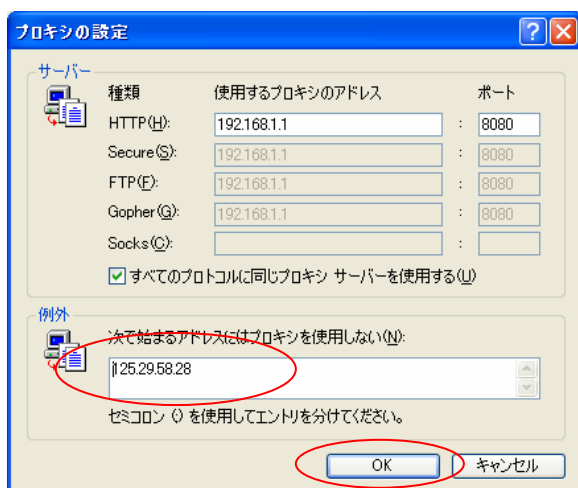 プロキシの設定
サーバー
種類 使用するプロキシのアドレス ポート
HTTP(H): 192.168.1.1 : 8080
Secure(S): 192.168.1.1 : 8080
FTP(F): 192.168.1.1 : 8080
Gopher(G): 192.168.1.1 : 8080
Socks(C): :
すべてのプロトコルに同じプロキシ サーバーを使用する(U)
例外
次で始まるアドレスにはプロキシを使用しない(N):
125.29.58.28
セミコロン (;) を使用してエントリを分けてください。
OK キャンセル